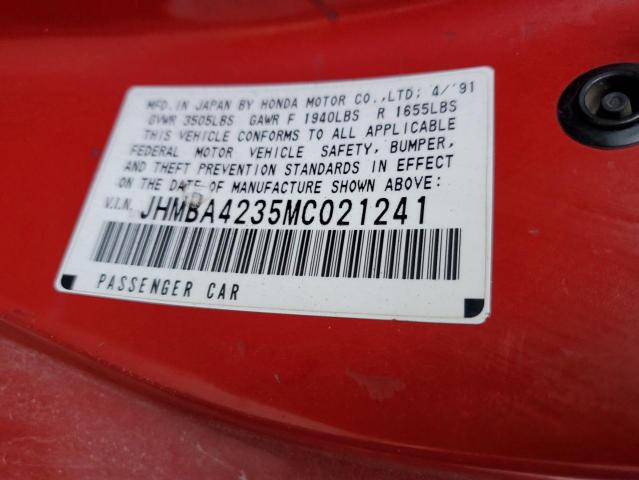 MFD. IN JAPAN BY HONDA MOTOR CO., LTD: 4/'91
GVWR 3505LBS GAWR F 1940LBS R 1655LBS
THIS VEHICLE CONFORMS TO ALL APPLICABLE
FEDERAL MOTOR VEHICLE SAFETY, BUMPER,
AND THEFT PREVENTION STANDARDS IN EFFECT
ON THE DATE OF MANUFACTURE SHOWN ABOVE:
V.I.N. JHMBA4235MC021241
PASSENGER CAR